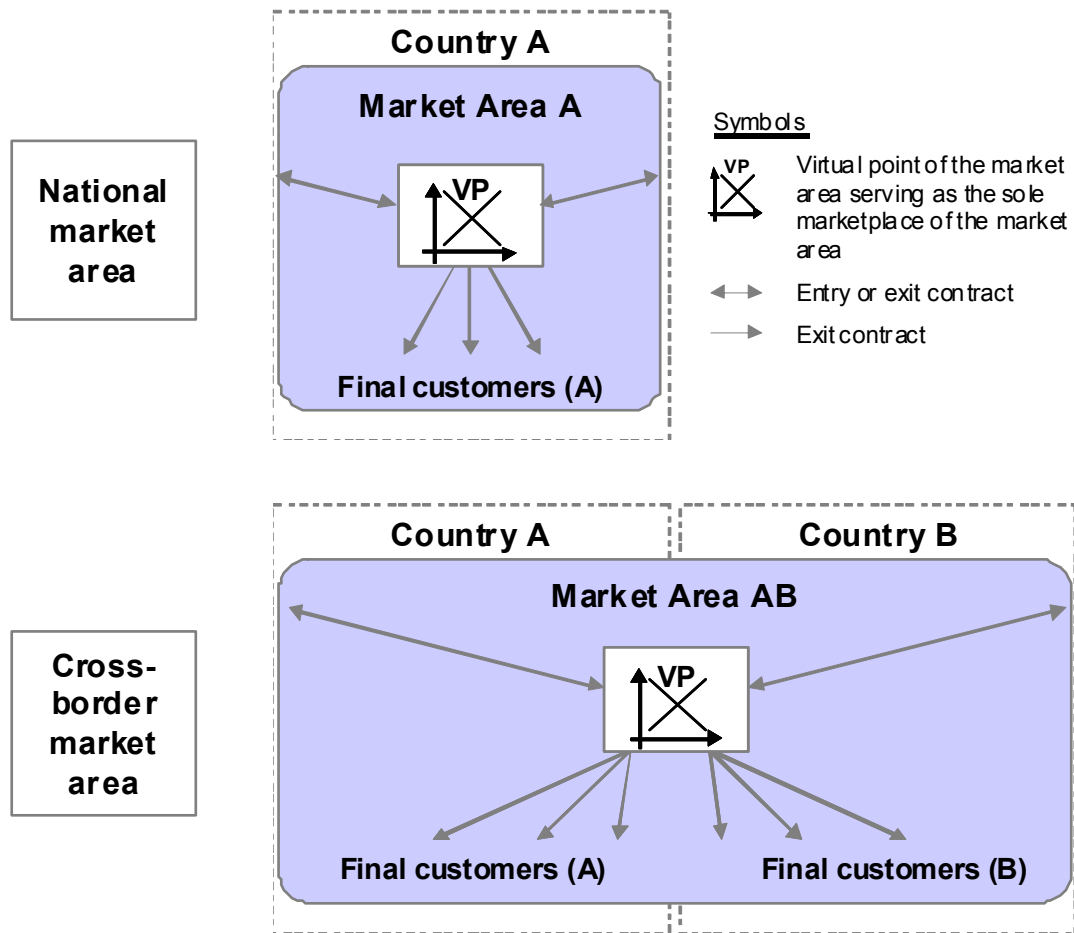 Country A
Market Area A
National
market
area
VP
Final customers (A)
Symbols
VP
Virtual point of the market
area serving as the sole
marketplace of the market
area
Entry or exit contract
Exit contract
Country A
Country B
Market Area AB
Cross-
border
market
area
VP
Final customers (A)
Final customers (B)